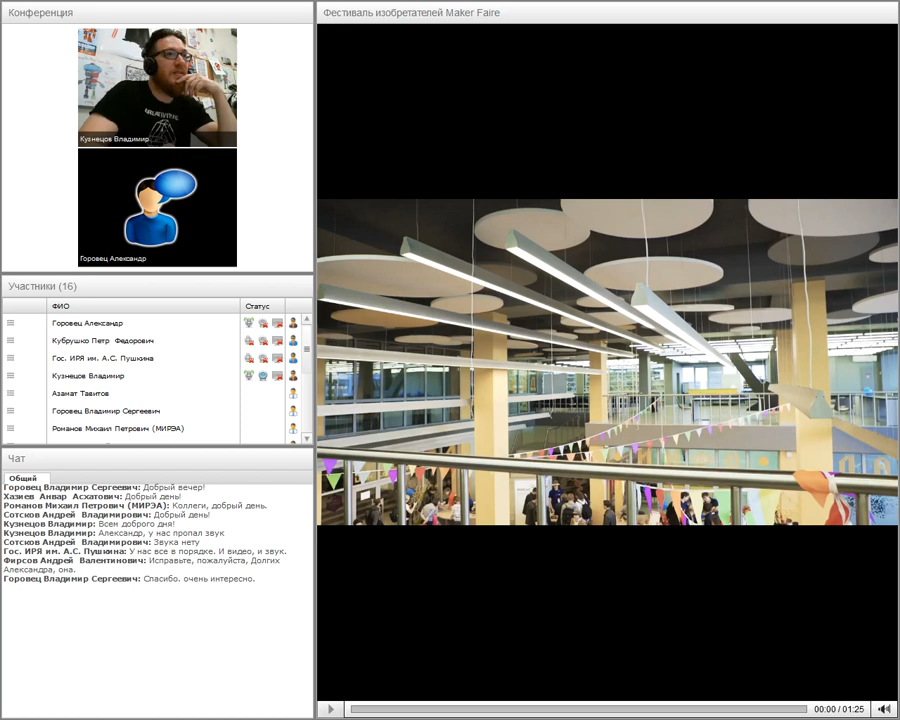 Конференция
CREATIVITY
Кузнецов Владимир
Горовец Александр
Участники (16)
ФИО Статус
Горовец Александр
Кубрушко Петр Федорович
Гос. ИРЯ им. А.С. Пушкина
Кузнецов Владимир
Азамат Тавитов
Горовец Владимир Сергеевич
Романов Михаил Петрович (МИРЭА)
Чат
Общий
Горовец Владимир Сергеевич: Добрый вечер!
Хазиев Анвар Асхатович: Добрый день!
Романов Михаил Петрович (МИРЭА): Коллеги, добрый день.
Сотсков Андрей Владимирович: Добрый день!
Кузнецов Владимир: Всем доброго дня!
Кузнецов Владимир: Александр, у нас пропал звук
Сотсков Андрей Владимирович: Звука нету
Гос. ИРЯ им. А.С. Пушкина: У нас все в порядке. И видео, и звук.
Фирсов Андрей Валентинович: Исправьте, пожалуйста, Долгих
Александра, она.
Горовец Владимир Сергеевич: Спасибо. очень интересно.
Фестиваль изобретателей Maker Faire
00:00 / 01:25